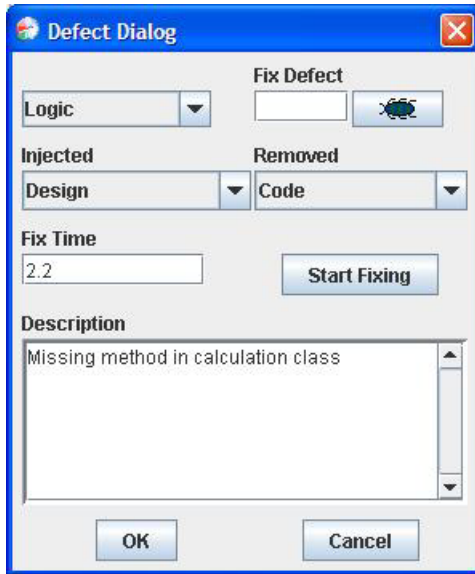 Defect Dialog
Fix Defect
Logic
Injected Removed
Design Code
Fix Time
2.2 Start Fixing
Description
Missing method in calculation class
OK Cancel